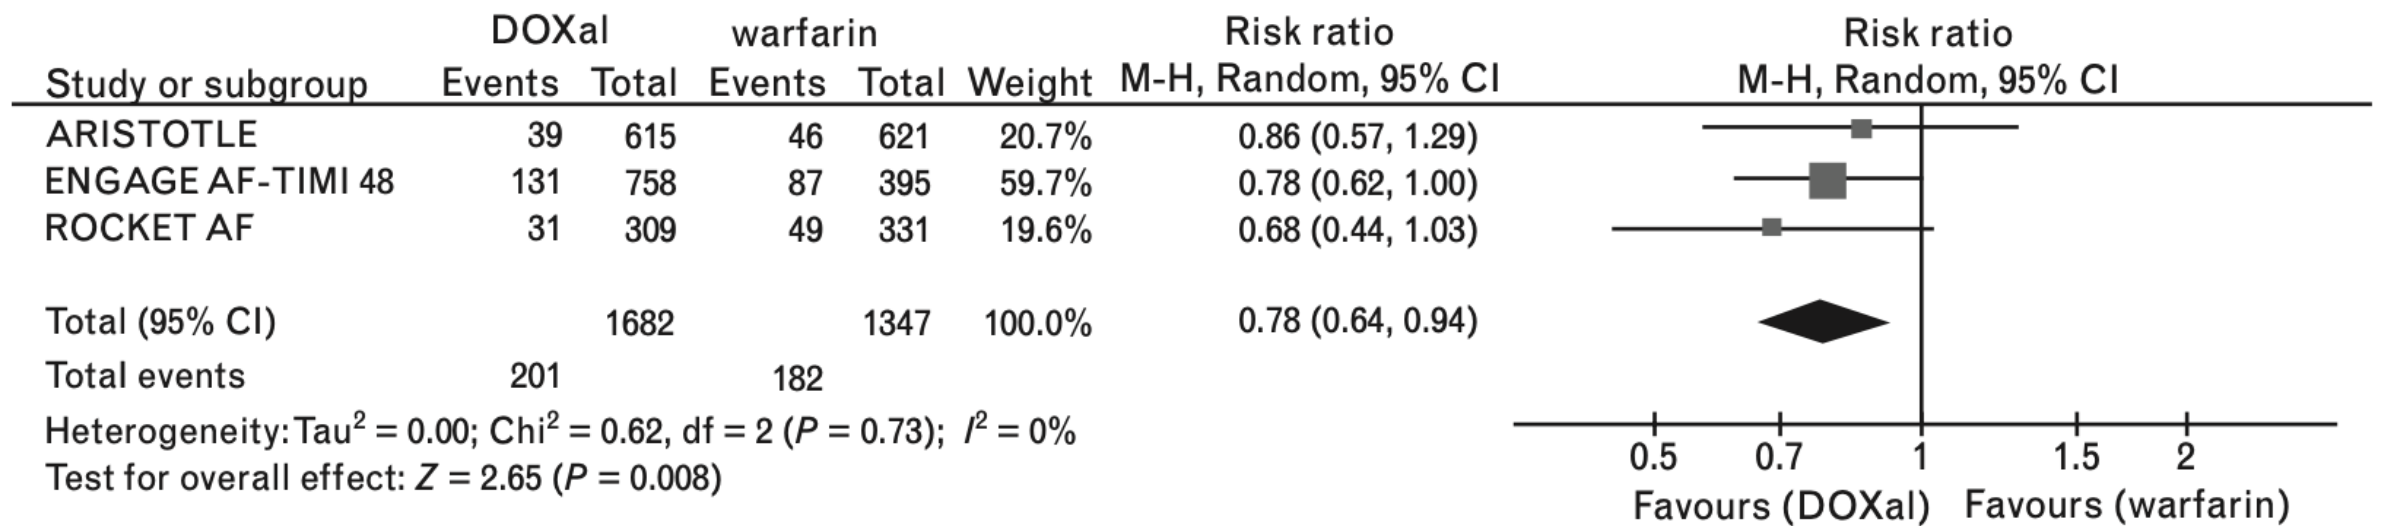 DOXal warfarin Risk ratio Risk ratio
Study or subgroup Events Total Events Total Weight M-H, Random, 95% CI M-H, Random, 95% CI
ARISTOTLE 39 615 46 621 20.7% 0.86 (0.57, 1.29)
ENGAGE AF-TIMI 48 131 758 87 395 59.7% 0.78 (0.62, 1.00)
ROCKET AF 31 309 49 331 19.6% 0.68 (0.44, 1.03)
Total (95% CI) 1682 1347 100.0% 0.78 (0.64, 0.94)
Total events 201 182
Heterogeneity: Tau² = 0.00; Chi² = 0.62, df = 2 (P = 0.73); I² = 0%
Test for overall effect: Z = 2.65 (P = 0.008)
0.5 0.7 1 1.5 2
Favours (DOXal) Favours (warfarin)